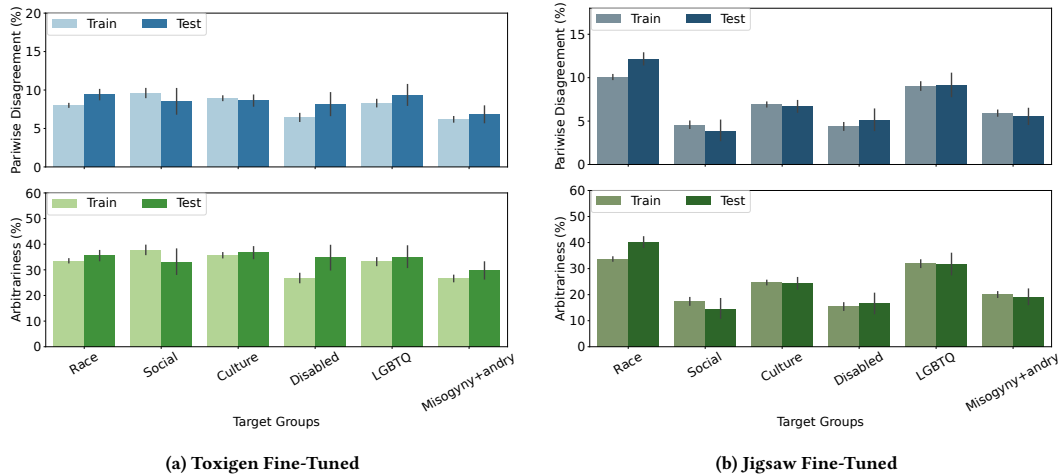 20
15
10
5
0
Pariwise Disagreement (%)
Train Test
60
50
40
30
20
10
0
Arbitrariness (%)
Train Test
Race Social Culture Disabled LGBTQ Misogyny+andry
Target Groups
(a) Toxigen Fine-Tuned
15
10
5
0
Pariwise Disagreement (%)
Train Test
60
50
40
30
20
10
0
Arbitrariness (%)
Train Test
Race Social Culture Disabled LGBTQ Misogyny+andry
Target Groups
(b) Jigsaw Fine-Tuned